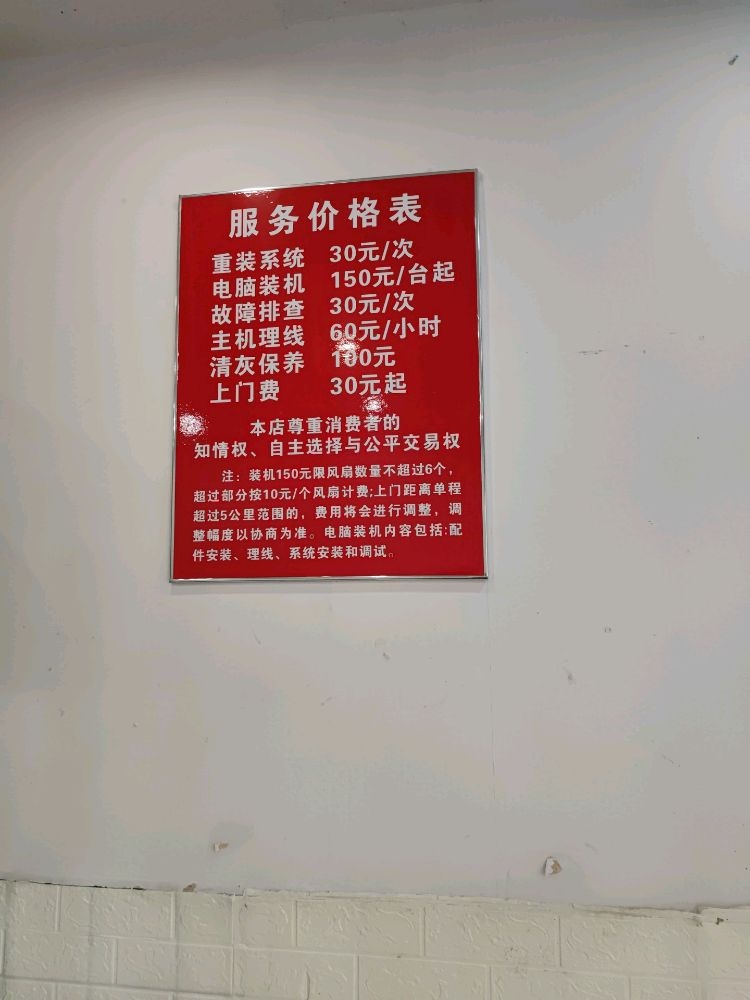 服务价格表
重装系统 30元/次
电脑装机 150元/台起
故障排查 30元/次
主机理线 60元/小时
清灰保养 100元
上门费 30元起
本店尊重消费者的
知情权、自主选择与公平交易权
注：装机150元限风扇数量不超过6个，
超过部分按10元/个风扇计费;上门距离单程
超过5公里范围的，费用将会进行调整，调
整幅度以协商为准。电脑装机内容包括:配
件安装、理线、系统安装和调试。